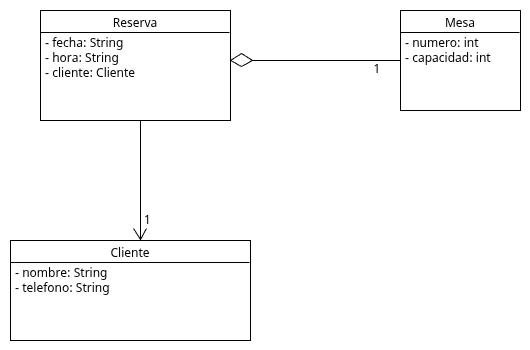 Reserva
- fecha: String
- hora: String
- cliente: Cliente
Mesa
- numero: int
- capacidad: int
1
1
Cliente
- nombre: String
- telefono: String